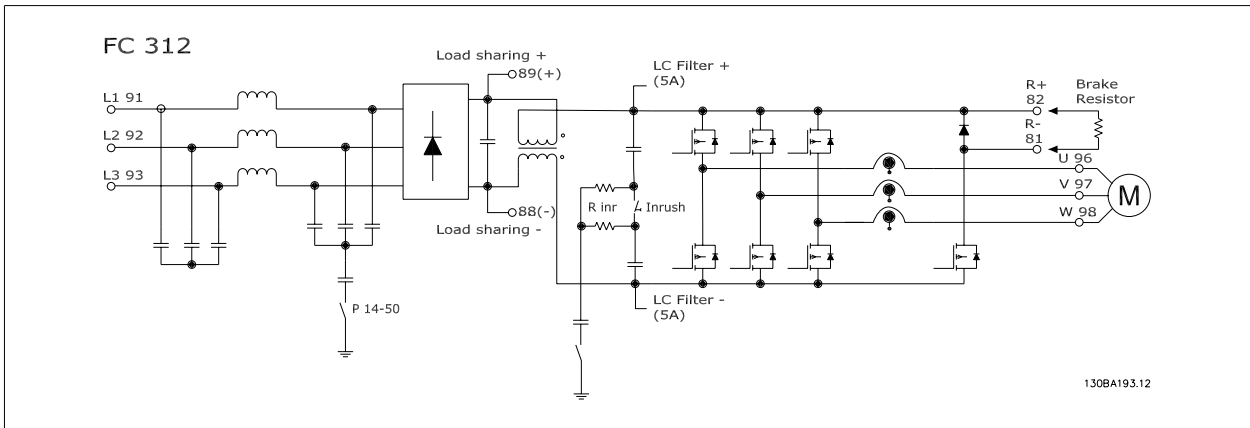 FC 312
Load sharing +
89(+)
LC Filter +
(5A)
R+
82
Brake
Resistor
L1 91
L2 92
R-
81
U 96
L3 93
V 97
M
R inr
Inrush
88(-)
W 98
Load sharing -
LC Filter -
(5A)
P 14-50
130BA193.12